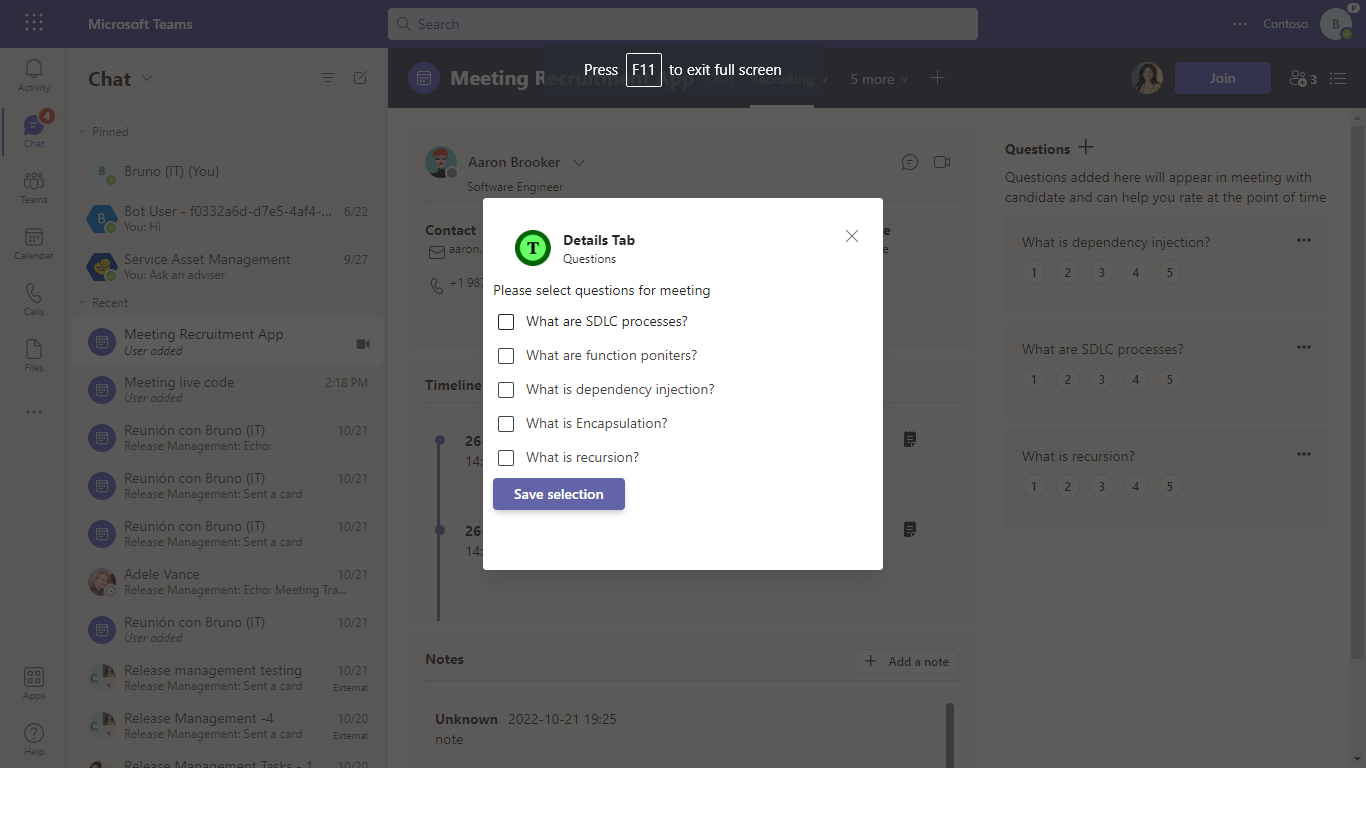 Microsoft Teams
Search
Contoso
P
B
Press F11 to exit full screen
Activity
4
Chat
Teams
Calendar
Calls
Files
Apps
Help
Chat
Pinned
B
Bruno (IT) (You)
B
Bot User - f0332a6d-d7e5-4af4-...
6/22
You: Hi
Service Asset Management
9/27
You: Ask an adviser
Recent
Meeting Recruitment App
User added
Meeting live code
2:18 PM
User added
Reunión con Bruno (IT)
10/21
Release Management: Echo:
Reunión con Bruno (IT)
10/21
Release Management: Sent a card
Reunión con Bruno (IT)
10/21
Release Management: Sent a card
Adele Vance
10/21
Release Management: Echo: Meeting Tra...
Reunión con Bruno (IT)
10/21
User added
C
Release management testing
10/21
Release Management: Sent a card
External
C
Release Management -4
10/20
Release Management: Sent a card
External
Release Management Tasks - 1
10/20
Meeting Recruitment App
Recruiting
5 more
Join
3
Aaron Brooker
Software Engineer
Contact
aaron.
+1 987
e
e
Timeline
26
14:
26
14:
Notes
Add a note
Unknown 2022-10-21 19:25
note
T
Details Tab
Questions
Please select questions for meeting
What are SDLC processes?
What are function poniters?
What is dependency injection?
What is Encapsulation?
What is recursion?
Save selection
Questions
Questions added here will appear in meeting with
candidate and can help you rate at the point of time
What is dependency injection?
1 2 3 4 5
What are SDLC processes?
1 2 3 4 5
What is recursion?
1 2 3 4 5